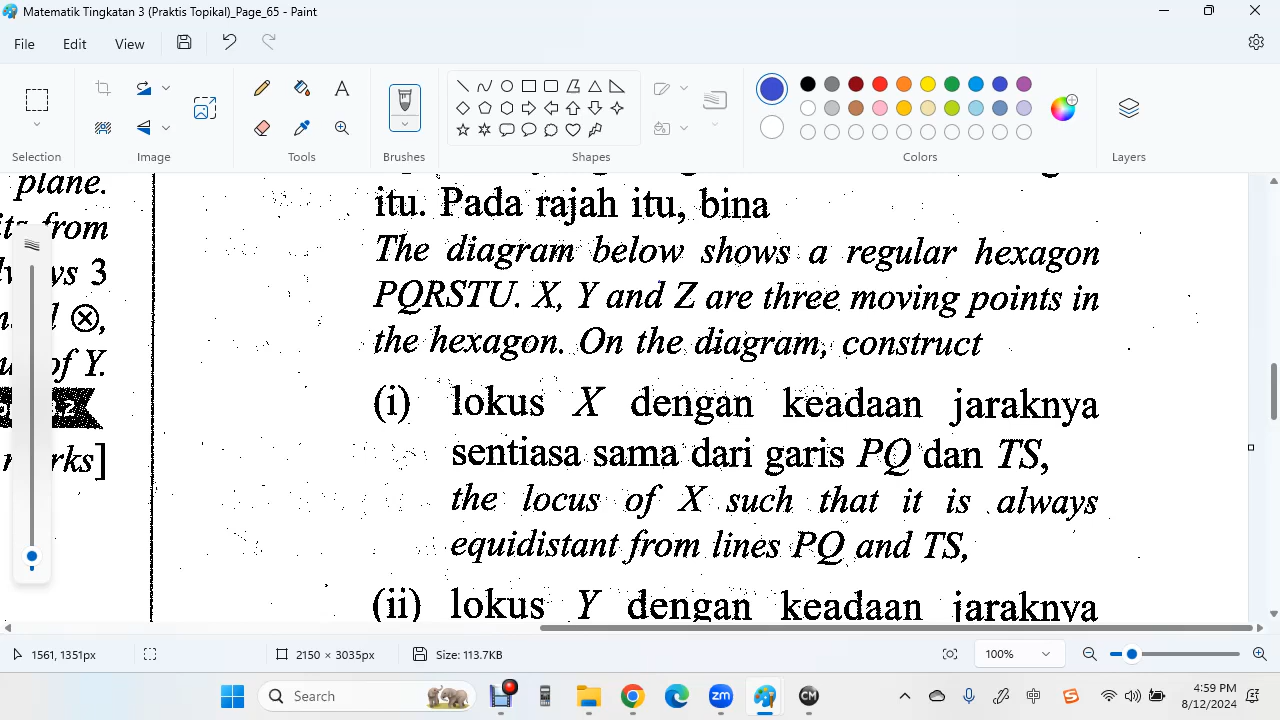 Matematik Tingkatan 3 (Praktis Topikal)_Page_65 - Paint
File Edit View
Selection Image Tools Brushes Shapes Colors Layers
plane.
from
3
of Y.
itu. Pada rajah itu, bina
The diagram below shows a regular hexagon
PQRSTU. X, Y and Z are three moving points in
the hexagon. On the diagram, construct
(i) lokus X dengan keadaan jaraknya
sentiasa sama dari garis PQ dan TS,
the locus of X such that it is always
equidistant from lines PQ and TS,
(ii) lokus Y dengan keadaan jaraknya
1561, 1351px 2150 × 3035px Size: 113.7KB 100%
Search zm CM 中 4:59 PM
8/12/2024